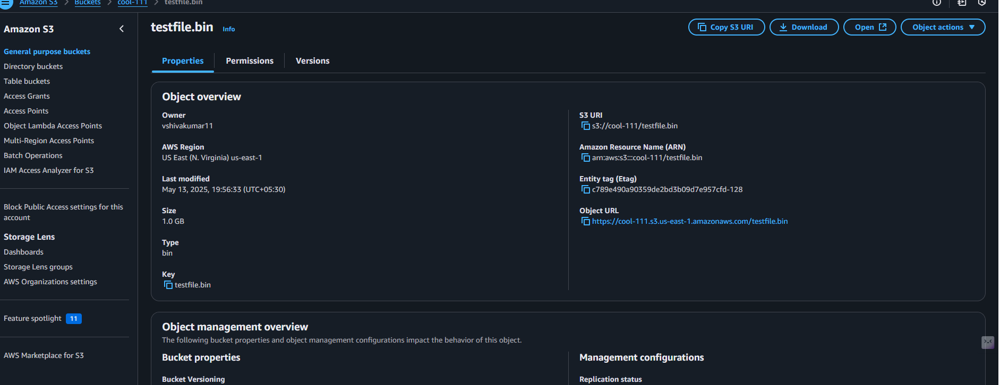 Amazon S3 > Buckets > cool-111 > testfile.bin
Amazon S3
General purpose buckets
Directory buckets
Table buckets
Access Grants
Access Points
Object Lambda Access Points
Multi-Region Access Points
Batch Operations
IAM Access Analyzer for S3
Block Public Access settings for this
account
Storage Lens
Dashboards
Storage Lens groups
AWS Organizations settings
Feature spotlight 11
AWS Marketplace for S3
testfile.bin Info
Copy S3 URI Download Open Object actions
Properties Permissions Versions
Object overview
Owner
vshivakumar11
AWS Region
US East (N. Virginia) us-east-1
Last modified
May 13, 2025, 19:56:33 (UTC+05:30)
Size
1.0 GB
Type
bin
Key
testfile.bin
S3 URI
s3://cool-111/testfile.bin
Amazon Resource Name (ARN)
arn:aws:s3:::cool-111/testfile.bin
Entity tag (Etag)
c789e490a90359de2bd3b09d7e957cfd-128
Object URL
https://cool-111.s3.us-east-1.amazonaws.com/testfile.bin
Object management overview
The following bucket properties and object management configurations impact the behavior of this object.
Bucket properties
Bucket Versioning
Management configurations
Replication status